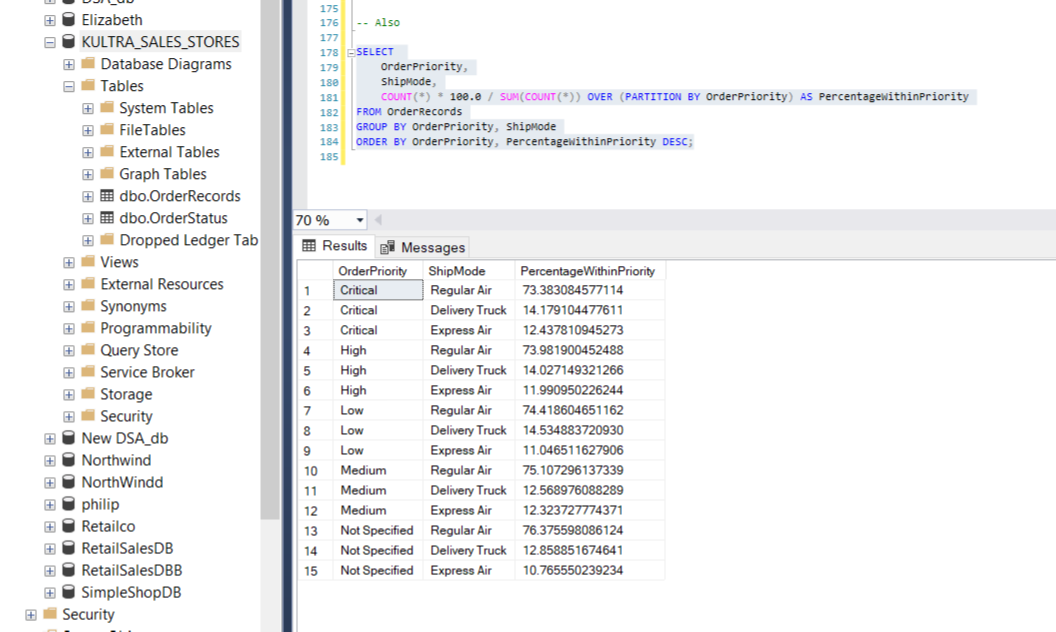 DSA_db
Elizabeth
KULTRA_SALES_STORES
Database Diagrams
Tables
System Tables
FileTables
External Tables
Graph Tables
dbo.OrderRecords
dbo.OrderStatus
Dropped Ledger Tab
Views
External Resources
Synonyms
Programmability
Query Store
Service Broker
Storage
Security
New DSA_db
Northwind
NorthWindd
philip
Retailco
RetailSalesDB
RetailSalesDBB
SimpleShopDB
Security
175
176 -- Also
177
178 SELECT
179 OrderPriority,
180 ShipMode,
181 COUNT(*) * 100.0 / SUM(COUNT(*)) OVER (PARTITION BY OrderPriority) AS PercentageWithinPriority
182 FROM OrderRecords
183 GROUP BY OrderPriority, ShipMode
184 ORDER BY OrderPriority, PercentageWithinPriority DESC;
185
70 %
Results Messages
OrderPriority ShipMode PercentageWithinPriority
1 Critical Regular Air 73.383084577114
2 Critical Delivery Truck 14.179104477611
3 Critical Express Air 12.437810945273
4 High Regular Air 73.981900452488
5 High Delivery Truck 14.027149321266
6 High Express Air 11.990950226244
7 Low Regular Air 74.418604651162
8 Low Delivery Truck 14.534883720930
9 Low Express Air 11.046511627906
10 Medium Regular Air 75.107296137339
11 Medium Delivery Truck 12.568976088289
12 Medium Express Air 12.323727774371
13 Not Specified Regular Air 76.375598086124
14 Not Specified Delivery Truck 12.858851674641
15 Not Specified Express Air 10.765550239234